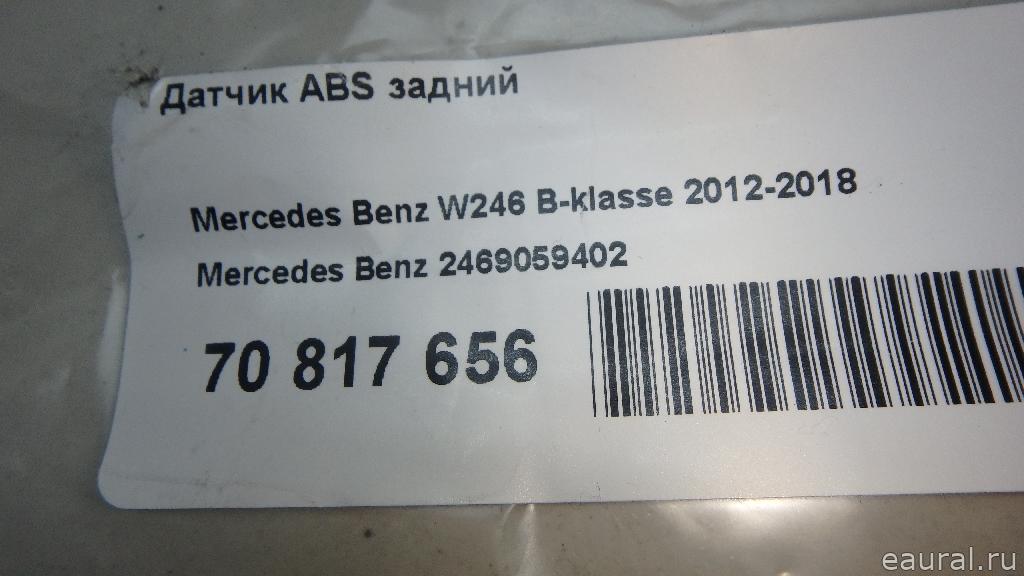 Датчик ABS задний
Mercedes Benz W246 B-klasse 2012-2018
Mercedes Benz 2469059402
70 817 656
eaural.ru